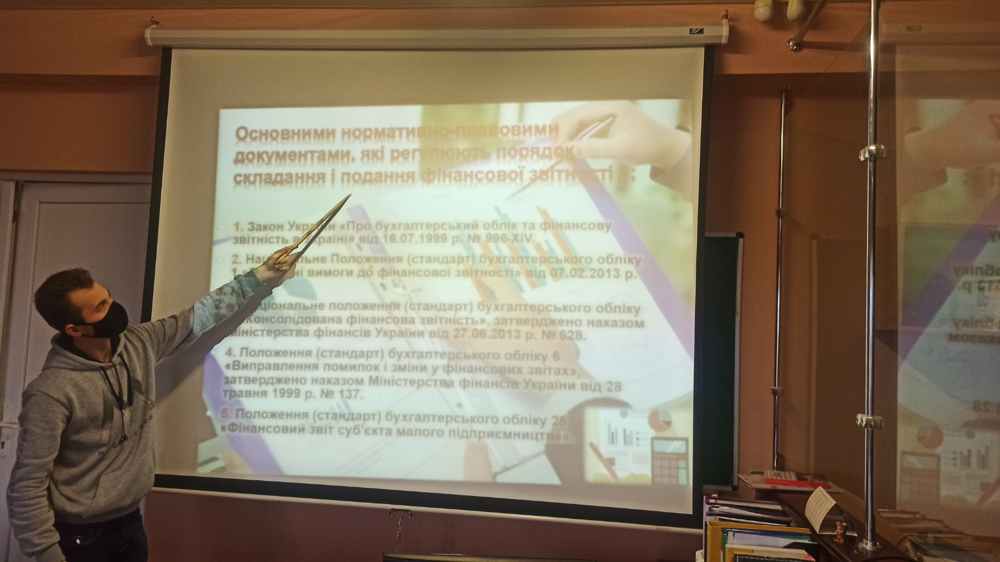 Основними нормативно-правовими
документами, які регулюють порядок
складання і подання фінансової звітності є:
1. Закон України «Про бухгалтерський облік та фінансову
звітність в Україні» від 16.07.1999 р. № 996-XIV.
2. Національне Положення (стандарт) бухгалтерського обліку
1 вимоги до фінансової звітності» від 07.02.2013 р.
3.
2 Національне положення (стандарт) бухгалтерського обліку
«Консолідована фінансова звітність», затверджено наказом
Міністерства фінансів України від 27.06.2013 р. № 628.
4. Положення (стандарт) бухгалтерського обліку 6
«Виправлення помилок і зміни у фінансових звітах»,
затверджено наказом Міністерства фінансів України від 28
травня 1999 р. № 137.
5. Положення (стандарт) бухгалтерського обліку 25
«Фінансовий звіт суб'єкта малого підприємництва».